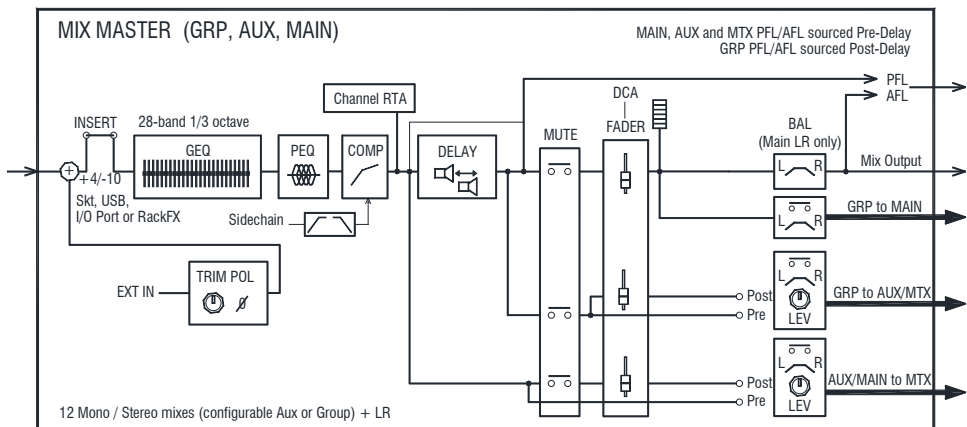 MIX MASTER (GRP, AUX, MAIN)
MAIN, AUX and MTX PFL/AFL sourced Pre-Delay
GRP PFL/AFL sourced Post-Delay
PFL
AFL
Channel RTA
DCA
FADER
INSERT
28-band 1/3 octave
GEQ
PEQ
COMP
DELAY
MUTE
BAL
(Main LR only)
L R
Mix Output
+4/-10
Skt, USB,
I/O Port or RackFX
Sidechain
L R
GRP to MAIN
TRIM POL
EXT IN
L R
Post
Pre
LEV
GRP to AUX/MTX
L R
Post
Pre
LEV
AUX/MAIN to MTX
12 Mono / Stereo mixes (configurable Aux or Group) + LR